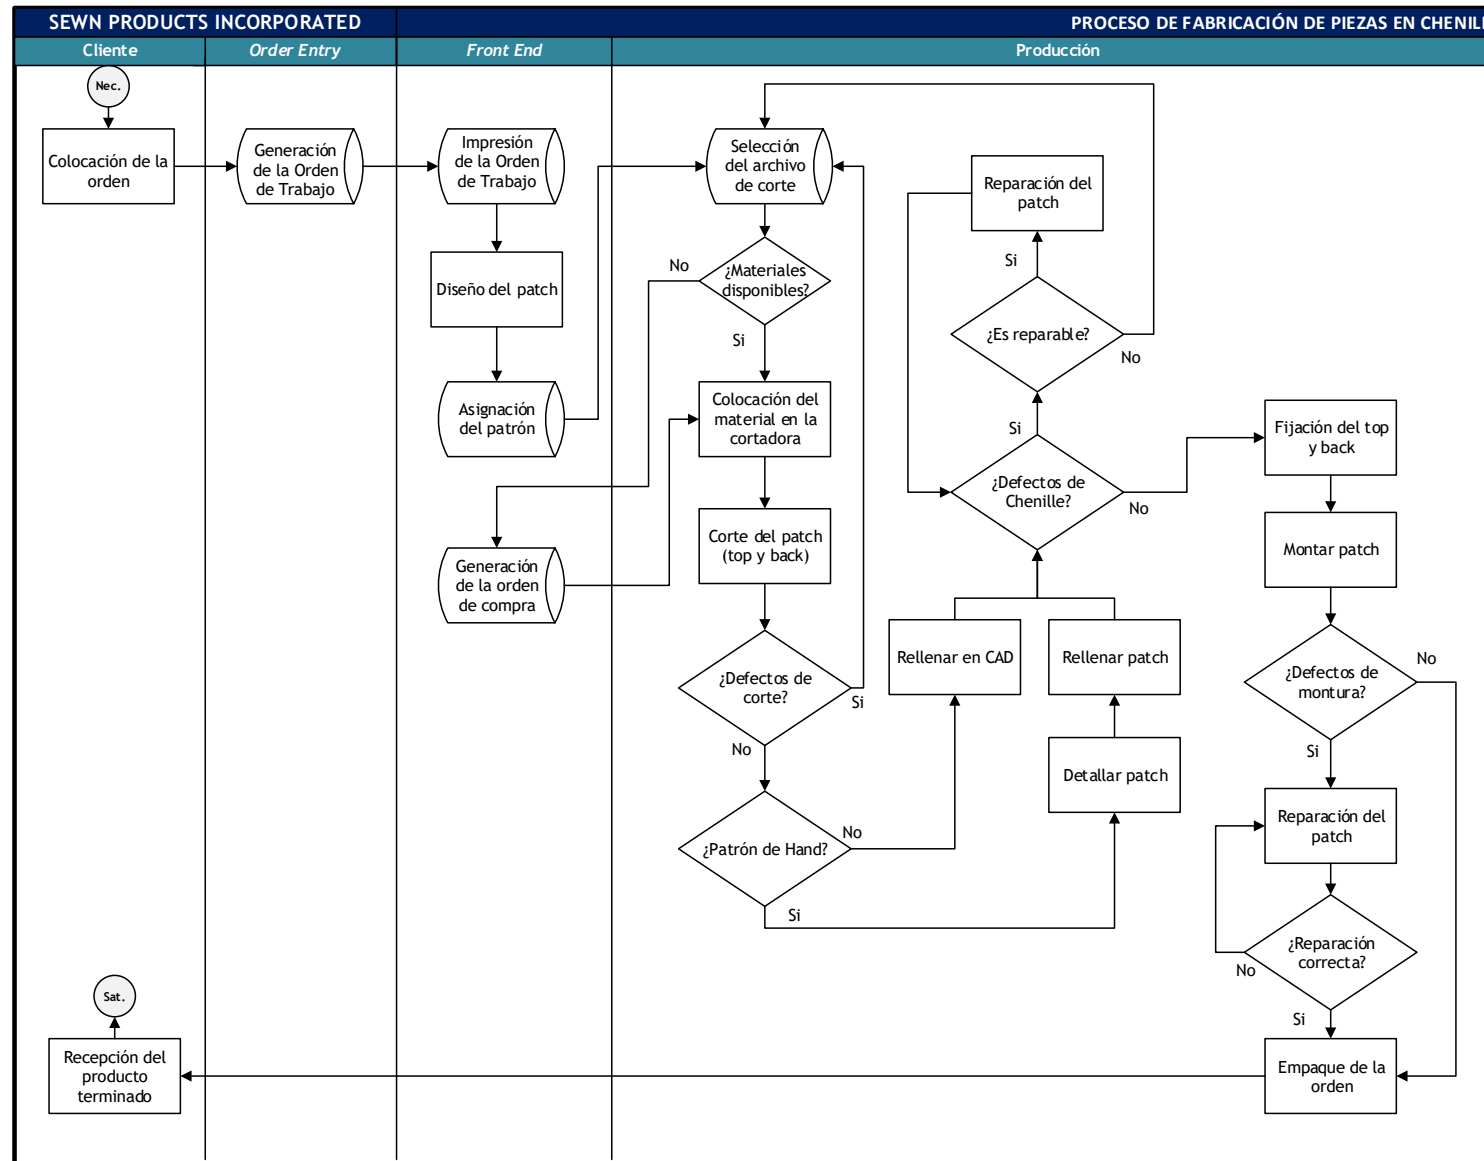 SEWN PRODUCTS INCORPORATED
PROCESO DE FABRICACIÓN DE PIEZAS EN CHENILL
Cliente
Order Entry
Front End
Producción
Nec.
Colocación de la
orden
Generación
de la Orden
de Trabajo
Impresión
de la Orden
de Trabajo
Diseño del patch
Asignación
del patrón
Generación
de la orden
de compra
Selección
del archivo
de corte
¿Materiales
disponibles?
No
Si
Colocación del
material en la
cortadora
Corte del patch
(top y back)
¿Defectos de
corte?
Si
No
¿Patrón de Hand?
No
Si
Rellenar en CAD
Rellenar patch
Detallar patch
Reparación del
patch
Si
¿Es reparable?
No
Si
¿Defectos de
Chenille?
No
Fijación del top
y back
Montar patch
¿Defectos de
montura?
No
Si
Reparación del
patch
¿Reparación
correcta?
No
Si
Empaque de la
orden
Sat.
Recepción del
producto
terminado